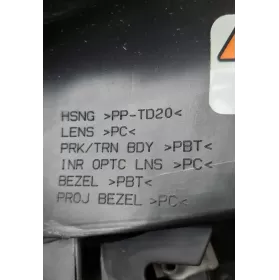 HSNG >PP-TD20<
LENS >PC<
PRK/TRN BDY >PBT<
INR OPTC LNS >PC<
BEZEL >PBT<
PROJ BEZEL >PC<